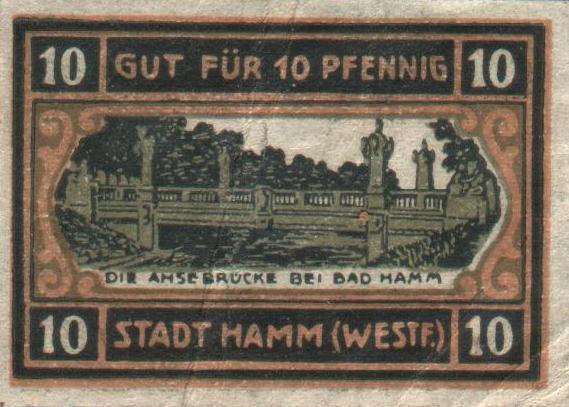 10 GUT FÜR 10 PFENNIG 10
DIE AHSEBRÜCKE BEI BAD HAMM
10 STADT HAMM (WESTF.) 10